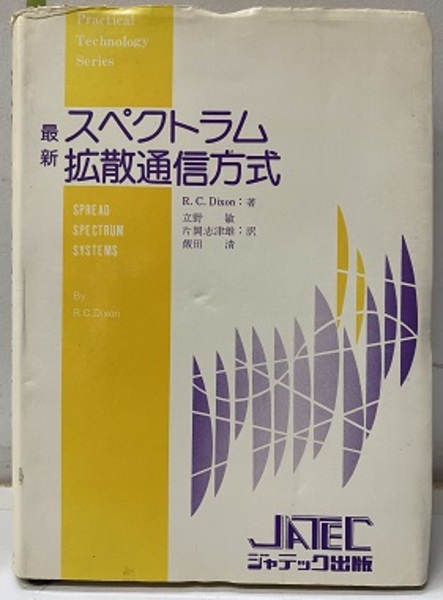 Practical
Technology
Series
最新 スペクトラム
拡散通信方式
SPREAD
SPECTRUM
SYSTEMS
By
R.C.Dixon
R. C. Dixon：著
立野 敏
片岡志津雄：訳
飯田 清
JATEC
ジャテック出版